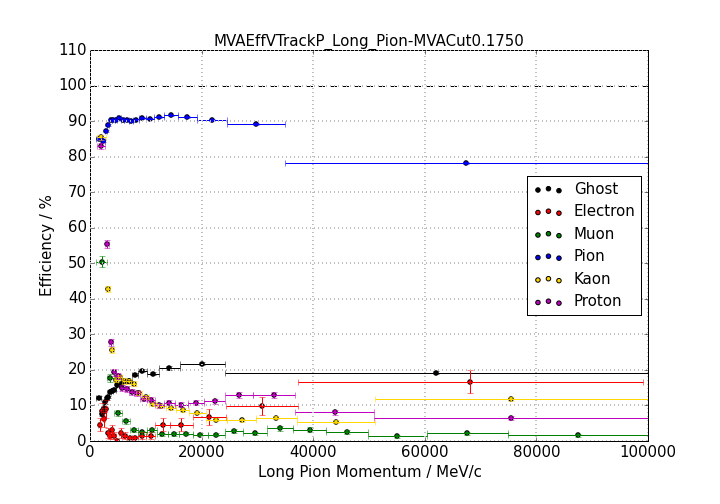 MVAEffVTrackP_Long_Pion-MVACut0.1750
110
100
90
80
70
60
50
40
30
20
10
0
Efficiency / %
Ghost
Electron
Muon
Pion
Kaon
Proton
0 20000 40000 60000 80000 100000
Long Pion Momentum / MeV/c